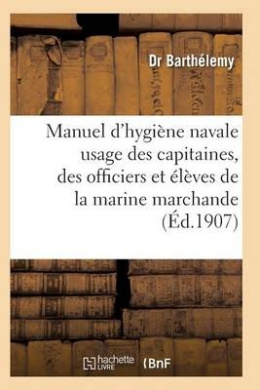 Dr Barthélemy
Manuel d'hygiène navale
usage des capitaines,
des officiers et élèves de
la marine marchande
(Éd.1907)
hachette
LIVRE
{BnF